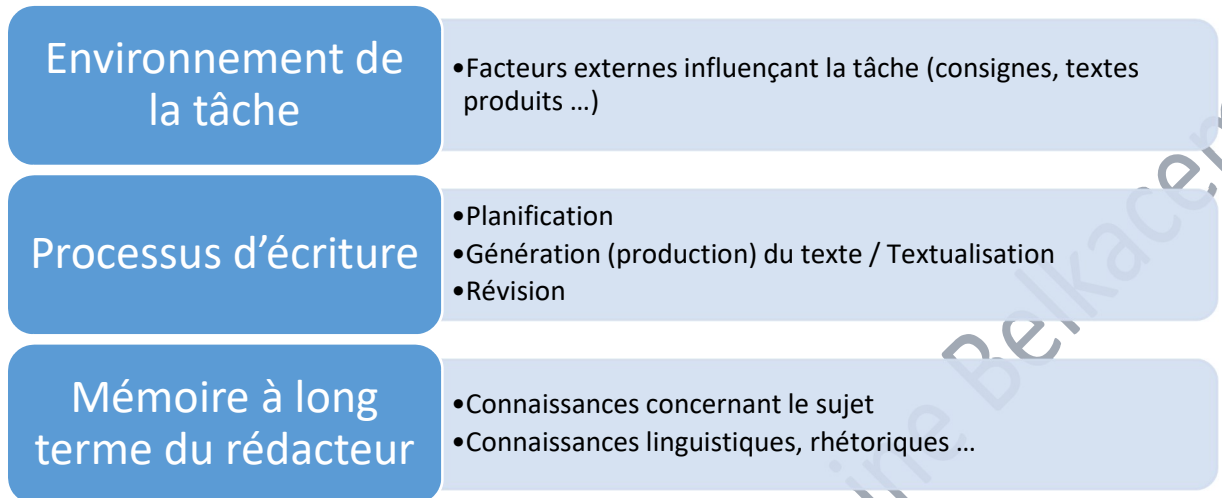 Environnement de
la tâche
•Facteurs externes influençant la tâche (consignes, textes
produits …)
Processus d’écriture
•Planification
•Génération (production) du texte / Textualisation
•Révision
Mémoire à long
terme du rédacteur
•Connaissances concernant le sujet
•Connaissances linguistiques, rhétoriques …